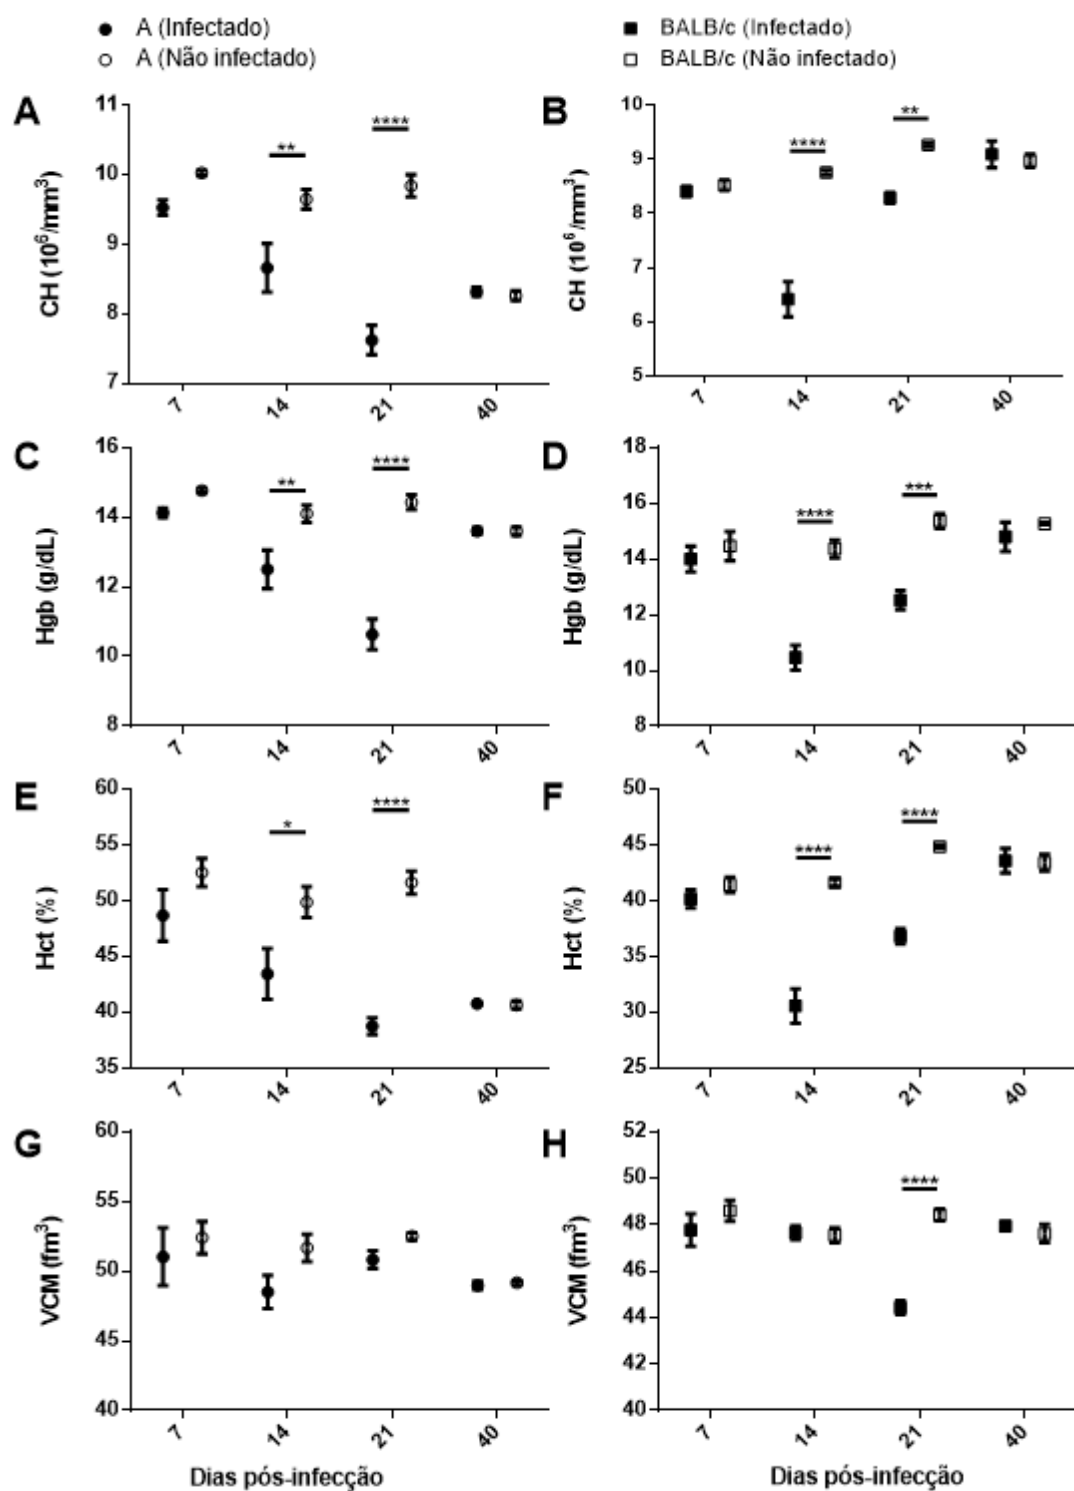 A (Infectado)
A (Não infectado)
BALB/c (Infectado)
BALB/c (Não infectado)
A
CH (10⁶/mm³)
11
10
9
8
7
** ****
7 14 21 40
B
CH (10⁶/mm³)
10
9
8
7
6
5
**** **
7 14 21 40
C
Hgb (g/dL)
16
14
12
10
8
** ****
7 14 21 40
D
Hgb (g/dL)
18
16
14
12
10
8
**** ***
7 14 21 40
E
Hct (%)
60
55
50
45
40
35
* ****
7 14 21 40
F
Hct (%)
50
45
40
35
30
25
**** ****
7 14 21 40
G
VCM (fm³)
60
55
50
45
40
7 14 21 40
Dias pós-infecção
H
VCM (fm³)
52
50
48
46
44
42
40
****
7 14 21 40
Dias pós-infecção